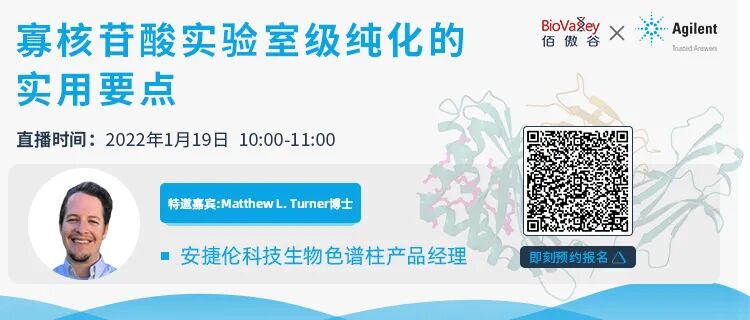 寡核苷酸实验室级纯化的
实用要点
BioValley
佰傲谷
×
Agilent
Trusted Answers
直播时间：2022年1月19日 10:00-11:00
特邀嘉宾:Matthew L. Turner博士
安捷伦科技生物色谱柱产品经理
即刻预约报名